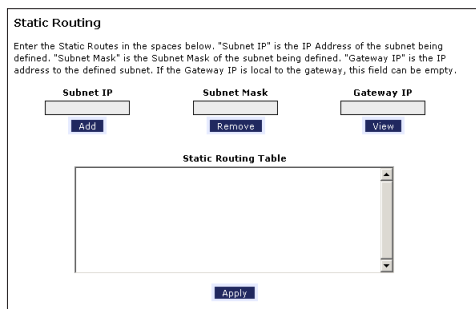 Static Routing
Enter the Static Routes in the spaces below. "Subnet IP" is the IP Address of the subnet being
defined. "Subnet Mask" is the Subnet Mask of the subnet being defined. "Gateway IP" is the IP
address to the defined subnet. If the Gateway IP is local to the gateway, this field can be empty.
Subnet IP Subnet Mask Gateway IP
Add Remove View
Static Routing Table
Apply